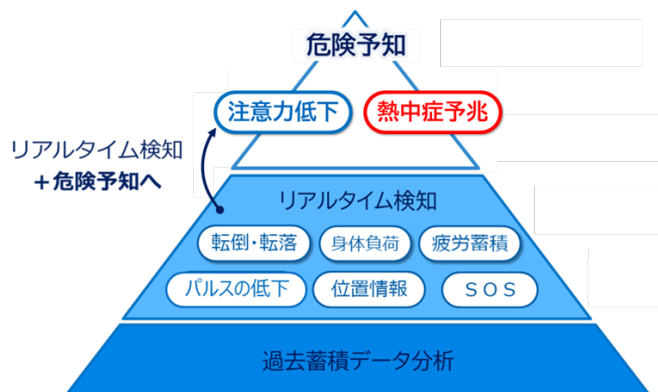 危険予知
注意力低下
熱中症予兆
リアルタイム検知
+危険予知へ
リアルタイム検知
転倒・転落
身体負荷
疲労蓄積
パルスの低下
位置情報
SOS
過去蓄積データ分析